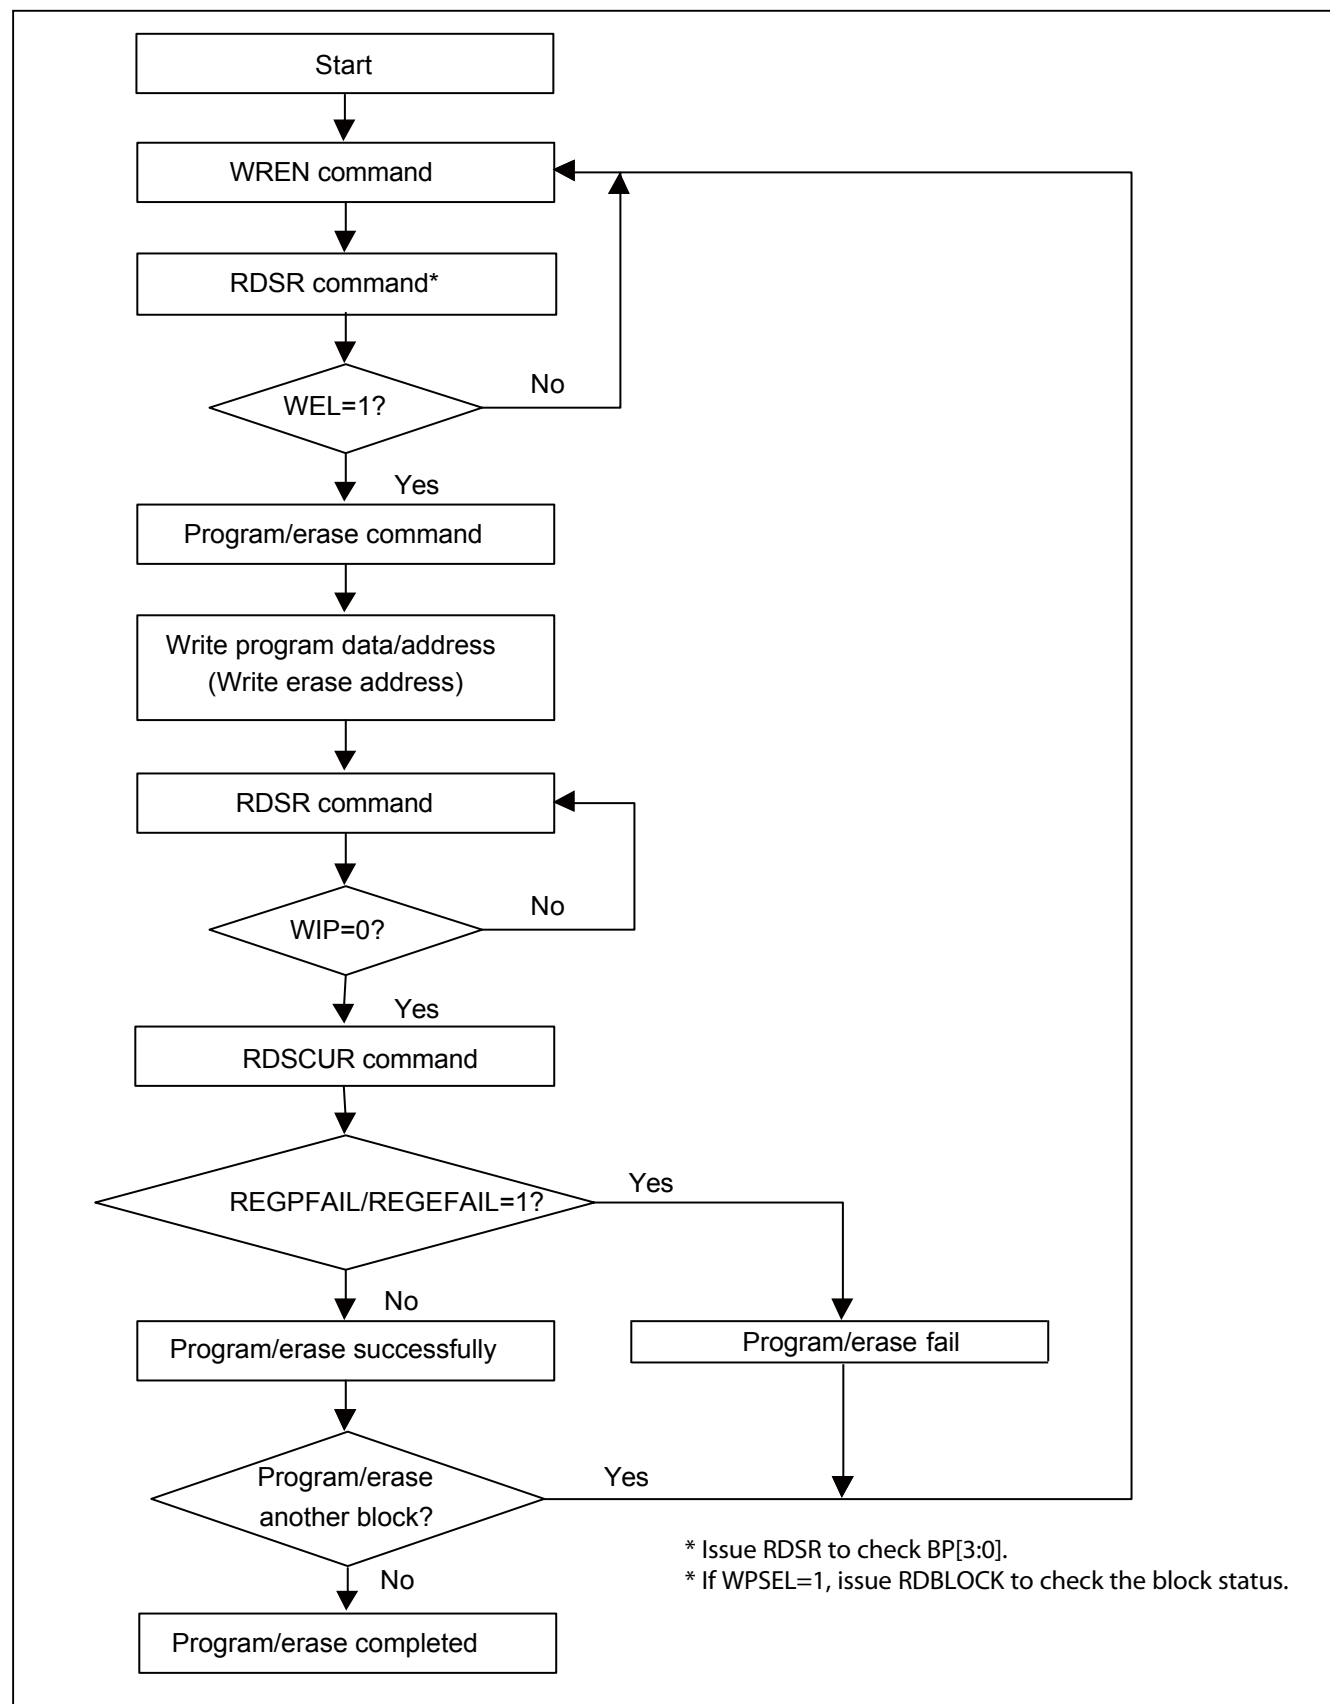 Start
WREN command
RDSR command*
WEL=1?
No
Yes
Program/erase command
Write program data/address
(Write erase address)
RDSR command
WIP=0?
No
Yes
RDSCUR command
REGPFAIL/REGEFAIL=1?
Yes
No
Program/erase successfully
Program/erase fail
Program/erase
another block?
Yes
No
* Issue RDSR to check BP[3:0].
* If WPSEL=1, issue RDBLOCK to check the block status.
Program/erase completed